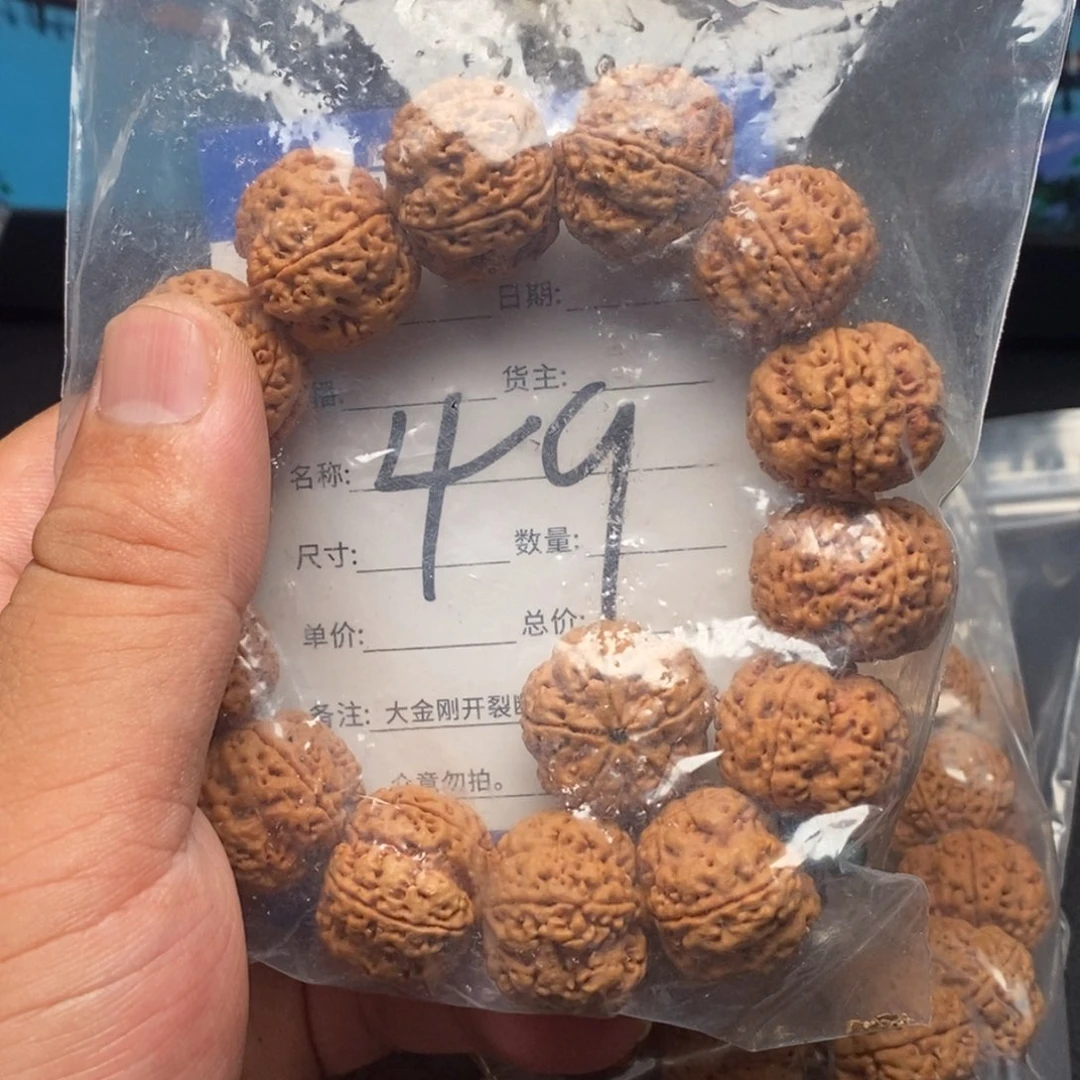 日期:
货主:
49
名称:
尺寸: 数量:
单价: 总价:
备注: 大金刚开裂
介意勿拍。